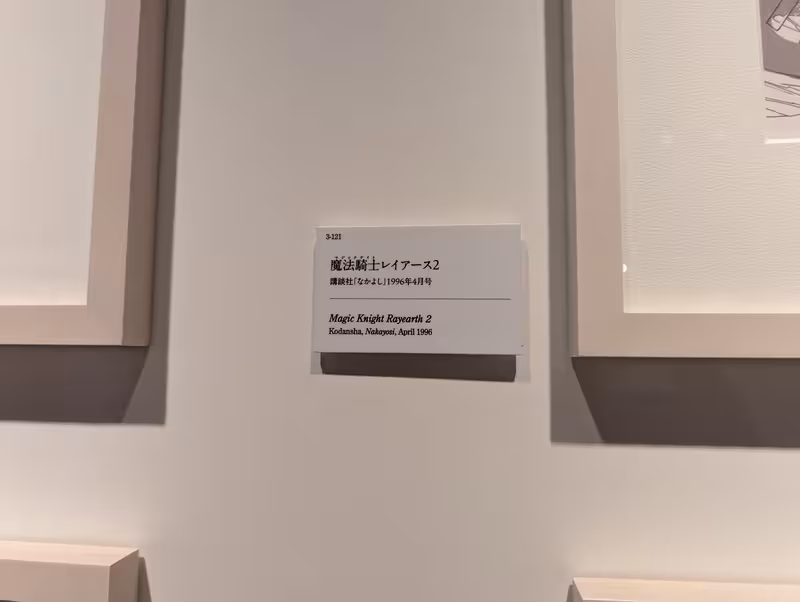 3-121
魔法騎士レイアース2
講談社「なかよし」1996年4月号
Magic Knight Rayearth 2
Kodansha, Nakayosi, April 1996